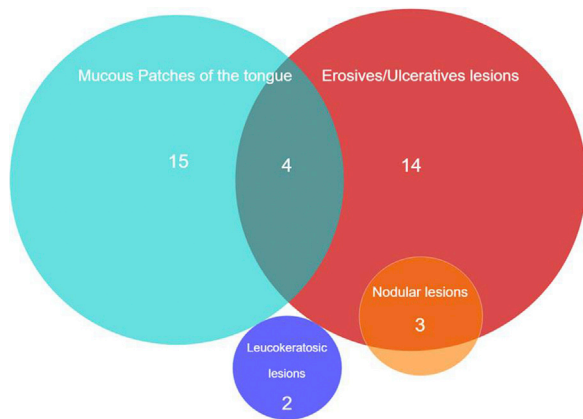 Mucous Patches of the tongue
Erosives/Ulceratives lesions
15
4
14
Nodular lesions
3
Leucokeratosic
lesions
2